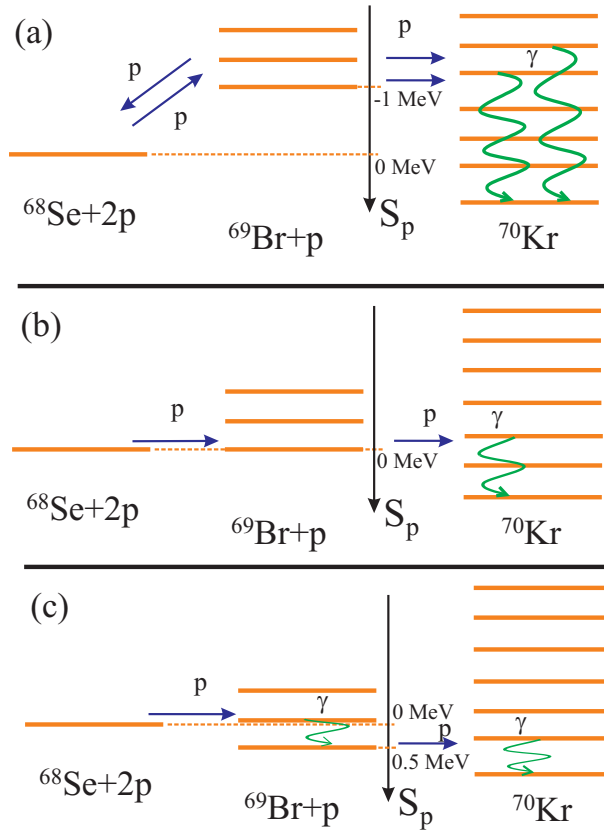 (a)
p
γ
p
p
-1 MeV
0 MeV
⁶⁸Se+2p
⁶⁹Br+p
Sₚ
⁷⁰Kr
(b)
p
p
γ
0 MeV
⁶⁸Se+2p
⁶⁹Br+p
Sₚ
⁷⁰Kr
(c)
p
γ
0 MeV
p
γ
0.5 MeV
⁶⁸Se+2p
⁶⁹Br+p
Sₚ
⁷⁰Kr